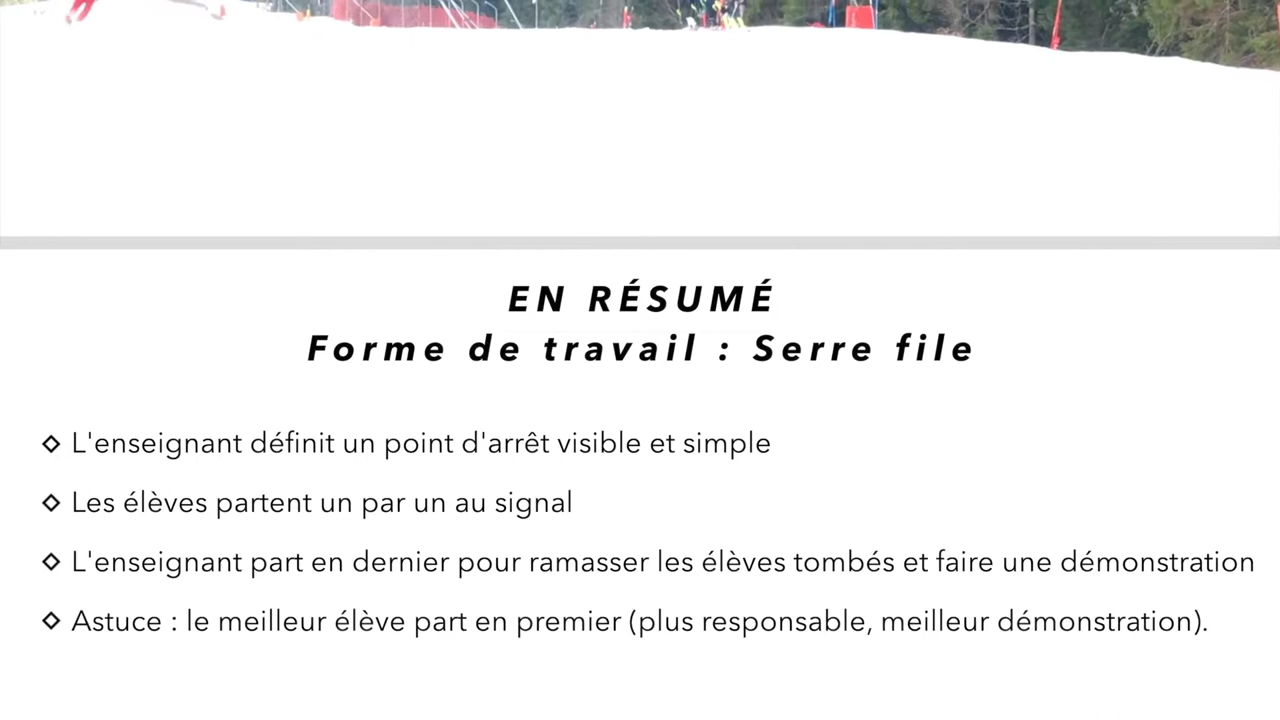 EN RÉSUMÉ
Forme de travail : Serre file
◇ L'enseignant définit un point d'arrêt visible et simple
◇ Les élèves partent un par un au signal
◇ L'enseignant part en dernier pour ramasser les élèves tombés et faire une démonstration
◇ Astuce : le meilleur élève part en premier (plus responsable, meilleur démonstration).